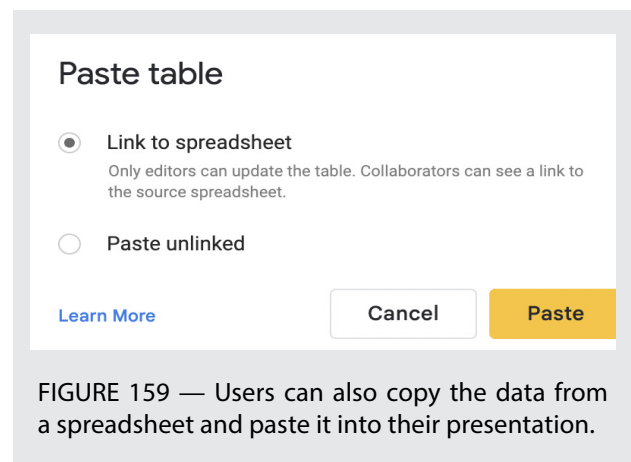 Paste table
Link to spreadsheet
Only editors can update the table. Collaborators can see a link to
the source spreadsheet.
Paste unlinked
Learn More
Cancel
Paste
FIGURE 159 — Users can also copy the data from
a spreadsheet and paste it into their presentation.